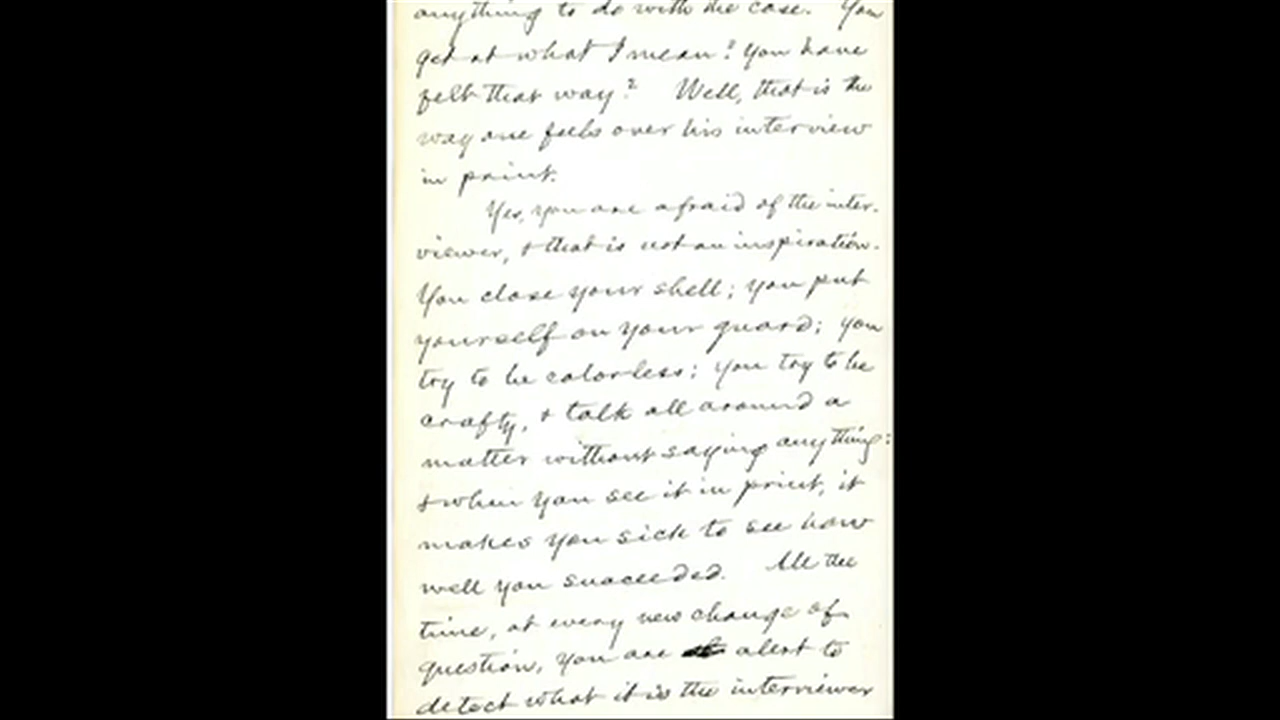 anything to do with the case. You
get at what I mean? You have
felt that way? Well, that is the
way one feels over his interview
in print.
Yes, you are afraid of the inter-
viewer, & that is not an inspiration.
You close your shell; you put
yourself on your guard; you
try to be colorless; you try to be
crafty, & talk all around a
matter without saying anything:
& when you see it in print, it
makes you sick to see how
well you succeeded. All the
time, at every new change of
question, you are alert to
detect what it is the interviewer